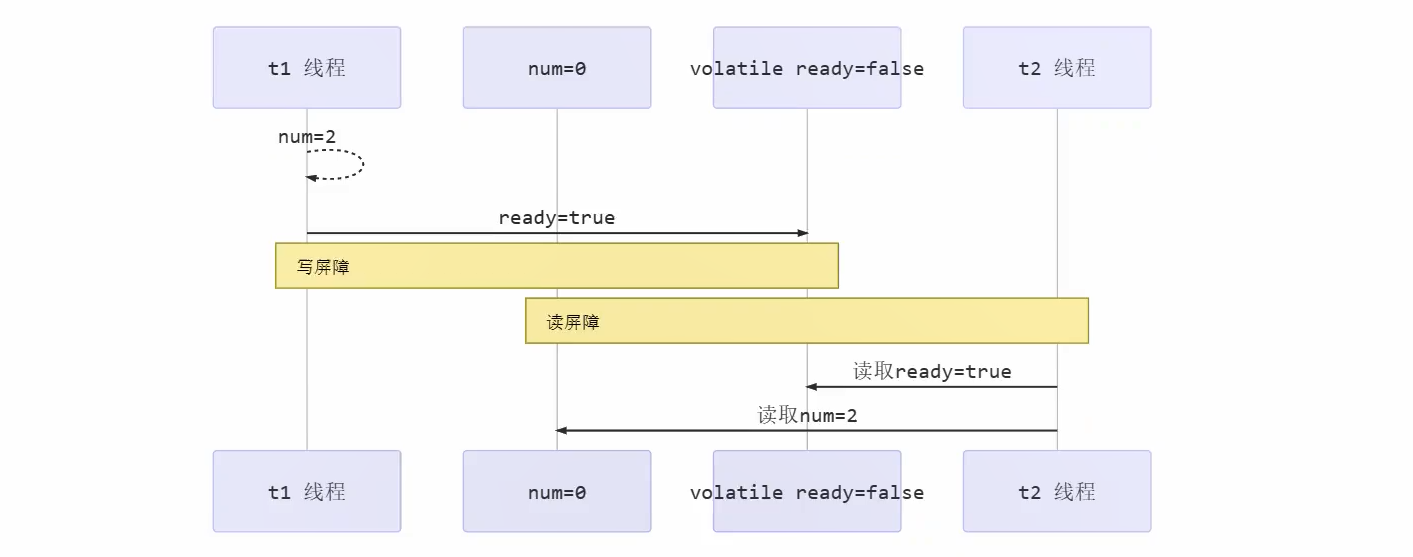 t1 线程
num=0
volatile ready=false
t2 线程
num=2
ready=true
写屏障
读屏障
读取ready=true
读取num=2
t1 线程
num=0
volatile ready=false
t2 线程